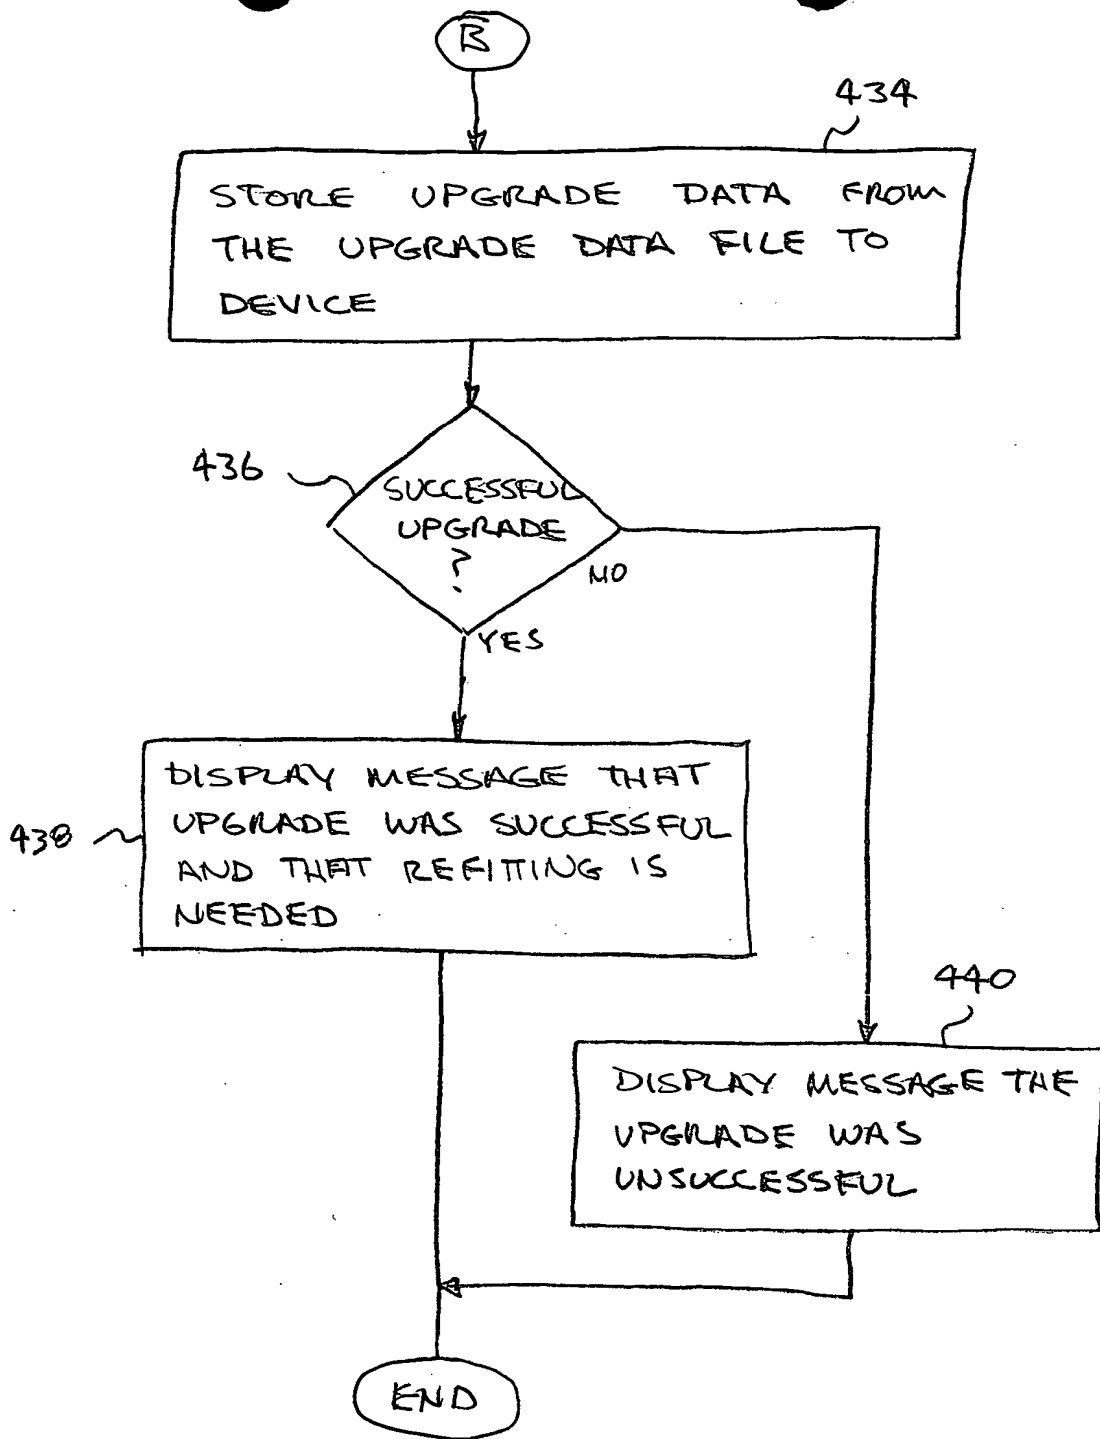 B
434
STORE UPGRADE DATA FROM
THE UPGRADE DATA FILE TO
DEVICE
436
SUCCESSFUL
UPGRADE
?
NO
YES
DISPLAY MESSAGE THAT
438
UPGRADE WAS SUCCESSFUL
AND THAT REFITTING IS
NEEDED
440
DISPLAY MESSAGE THE
UPGRADE WAS
UNSUCCESSFUL
END